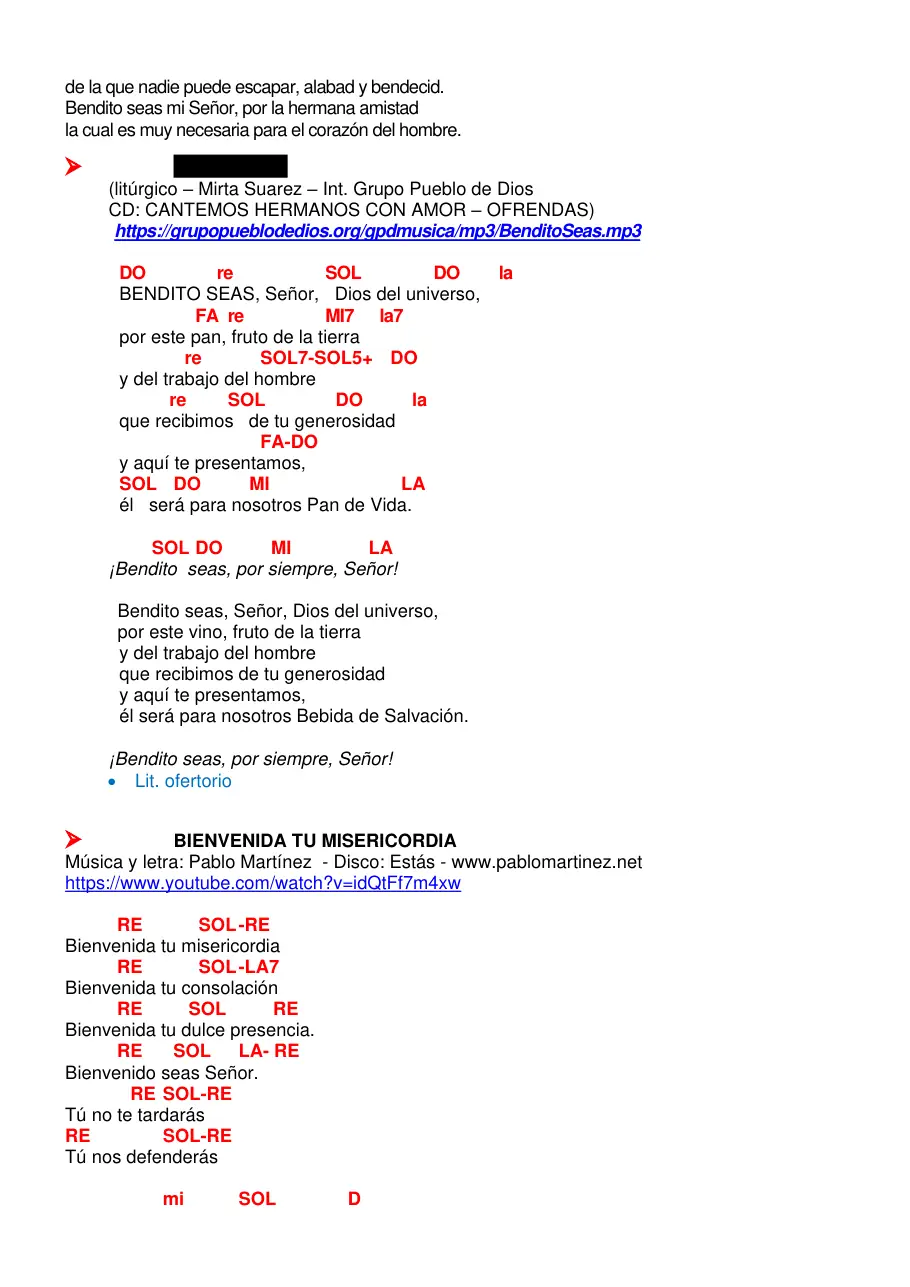 de la que nadie puede escapar, alabad y bendecid.
Bendito seas mi Señor, por la hermana amistad
la cual es muy necesaria para el corazón del hombre.
(litúrgico – Mirta Suarez – Int. Grupo Pueblo de Dios
CD: CANTEMOS HERMANOS CON AMOR – OFRENDAS)
https://grupopueblodedios.org/gpdmusica/mp3/BenditoSeas.mp3
DO re SOL DO la
BENDITO SEAS, Señor, Dios del universo,
FA re MI7 la7
por este pan, fruto de la tierra
re SOL7-SOL5+ DO
y del trabajo del hombre
re SOL DO la
que recibimos de tu generosidad
FA-DO
y aquí te presentamos,
SOL DO MI LA
él será para nosotros Pan de Vida.
SOL DO MI LA
¡Bendito seas, por siempre, Señor!
Bendito seas, Señor, Dios del universo,
por este vino, fruto de la tierra
y del trabajo del hombre
que recibimos de tu generosidad
y aquí te presentamos,
él será para nosotros Bebida de Salvación.
¡Bendito seas, por siempre, Señor!
• Lit. ofertorio
BIENVENIDA TU MISERICORDIA
Música y letra: Pablo Martínez - Disco: Estás - www.pablomartinez.net
https://www.youtube.com/watch?v=idQtFf7m4xw
RE SOL-RE
Bienvenida tu misericordia
RE SOL-LA7
Bienvenida tu consolación
RE SOL RE
Bienvenida tu dulce presencia.
RE SOL LA- RE
Bienvenido seas Señor.
RE SOL-RE
Tú no te tardarás
RE SOL-RE
Tú nos defenderás
mi SOL D